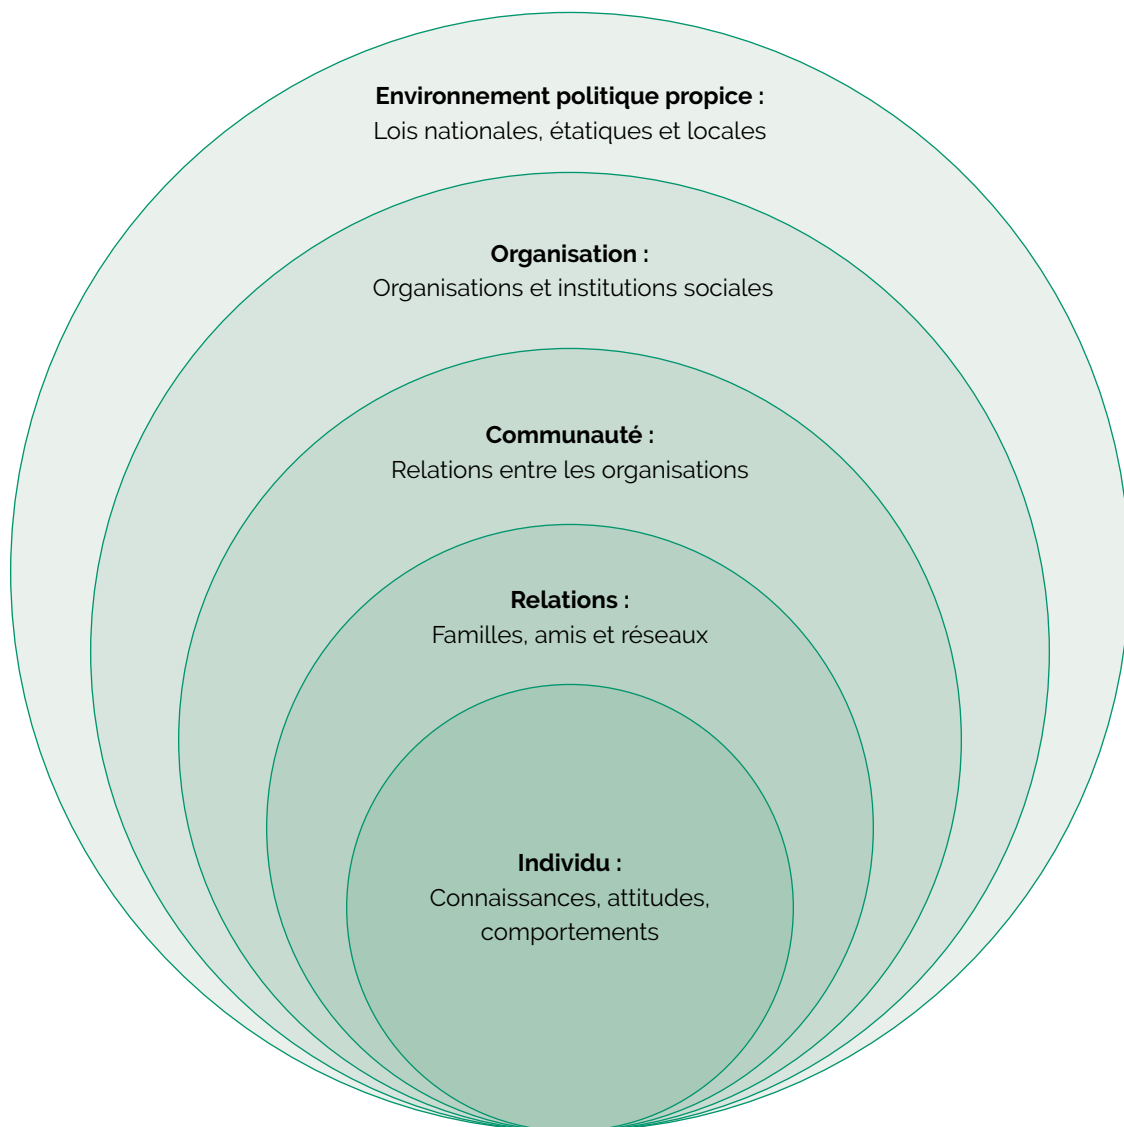 Environnement politique propice :
Lois nationales, étatiques et locales
Organisation :
Organisations et institutions sociales
Communauté :
Relations entre les organisations
Relations :
Familles, amis et réseaux
Individu :
Connaissances, attitudes,
comportements